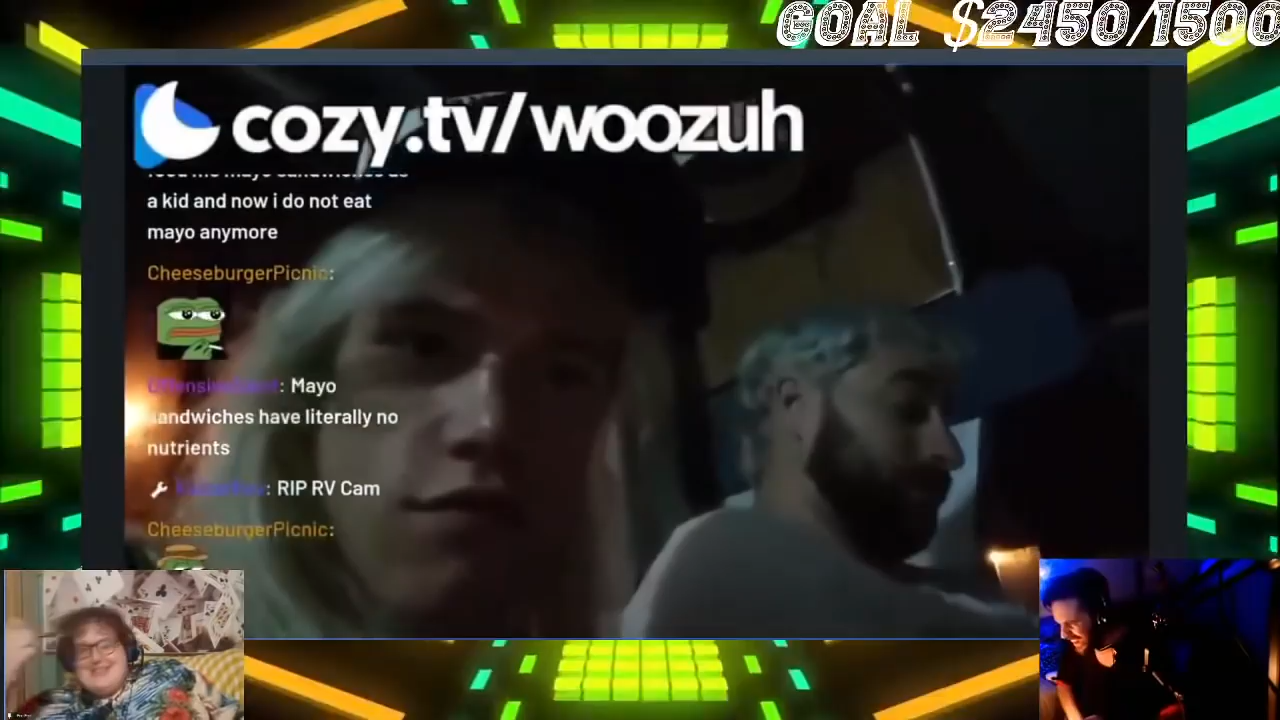 GOAL $2450/1500
cozy.tv/woozuh
a kid and now i do not eat
mayo anymore
CheeseburgerPicnic:
: Mayo
sandwiches have literally no
nutrients
: RIP RV Cam
CheeseburgerPicnic: